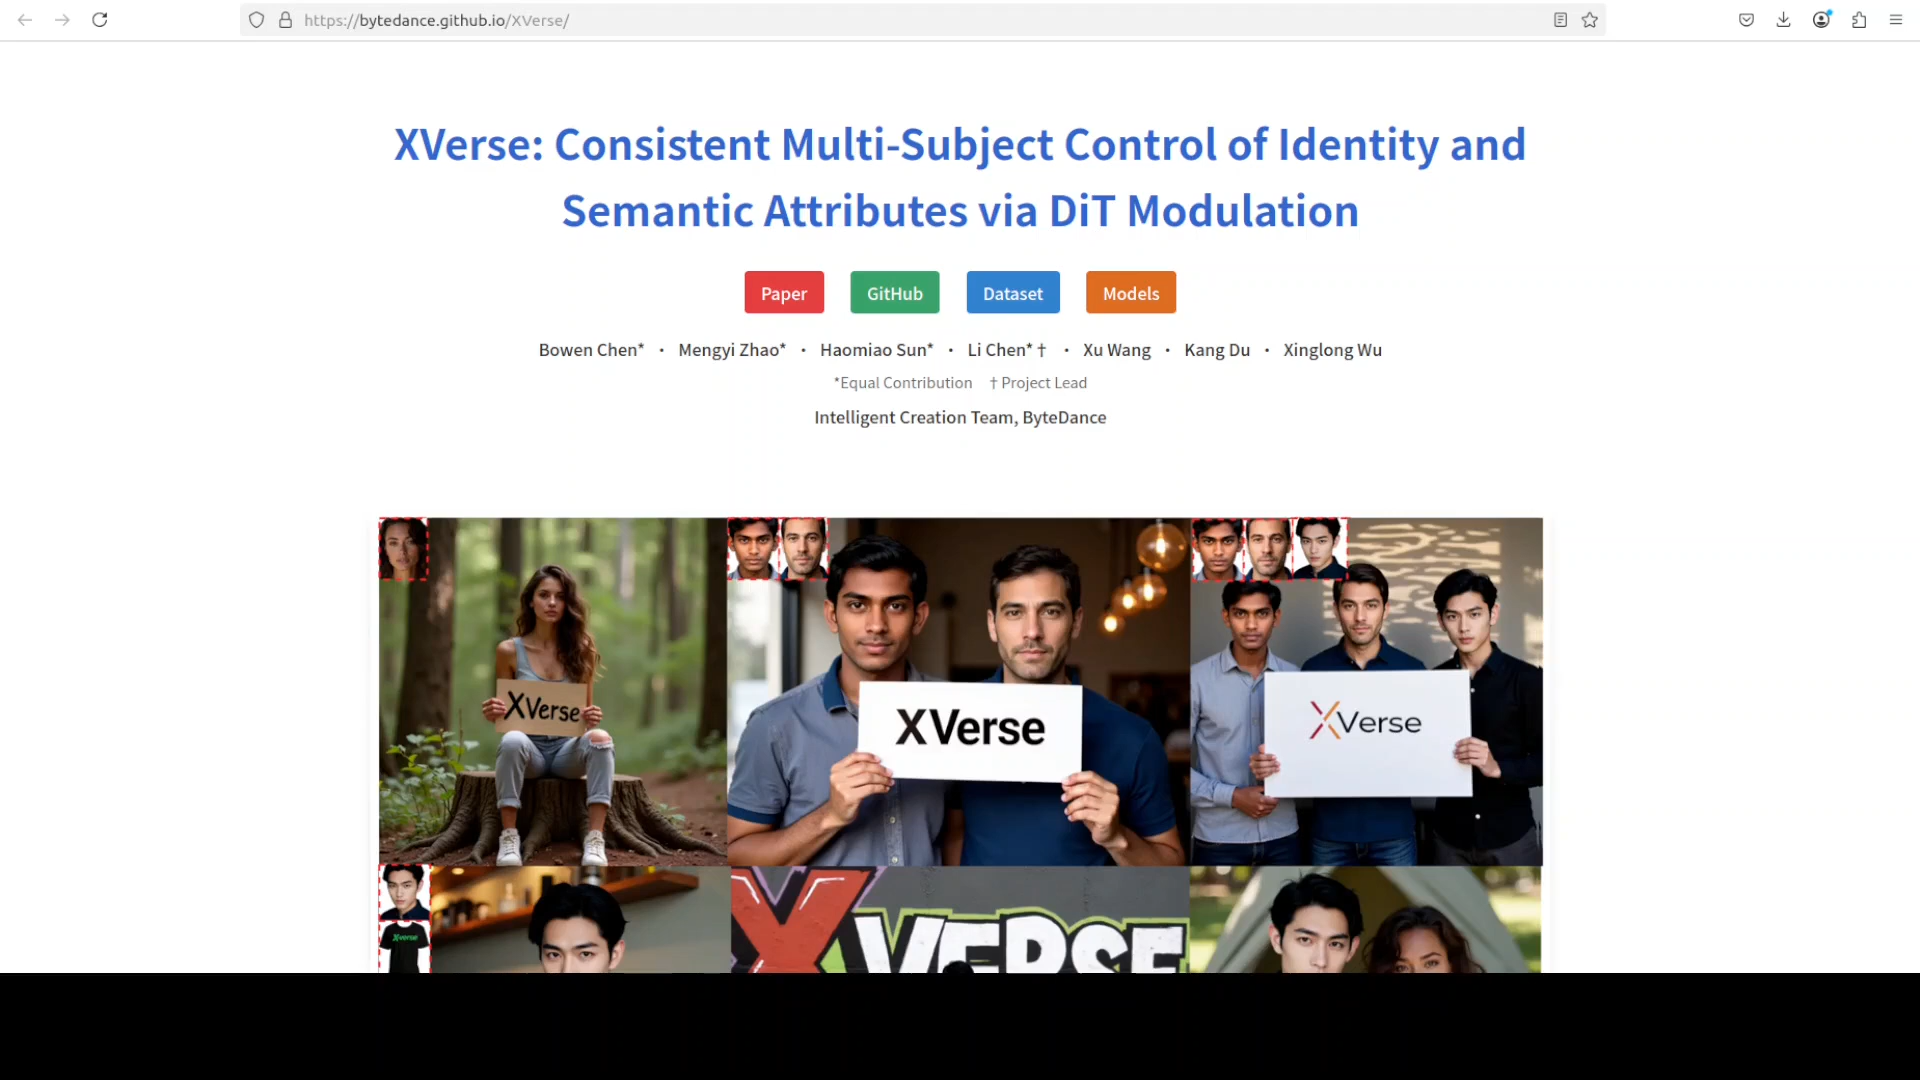 https://bytedance.github.io/XVerse/
XVerse: Consistent Multi-Subject Control of Identity and
Semantic Attributes via DiT Modulation
Paper GitHub Dataset Models
Bowen Chen* • Mengyi Zhao* • Haomiao Sun* • Li Chen* † • Xu Wang • Kang Du • Xinglong Wu
*Equal Contribution † Project Lead
Intelligent Creation Team, ByteDance
XVerse
XVerse
XVerse
Xverse
XVERSE